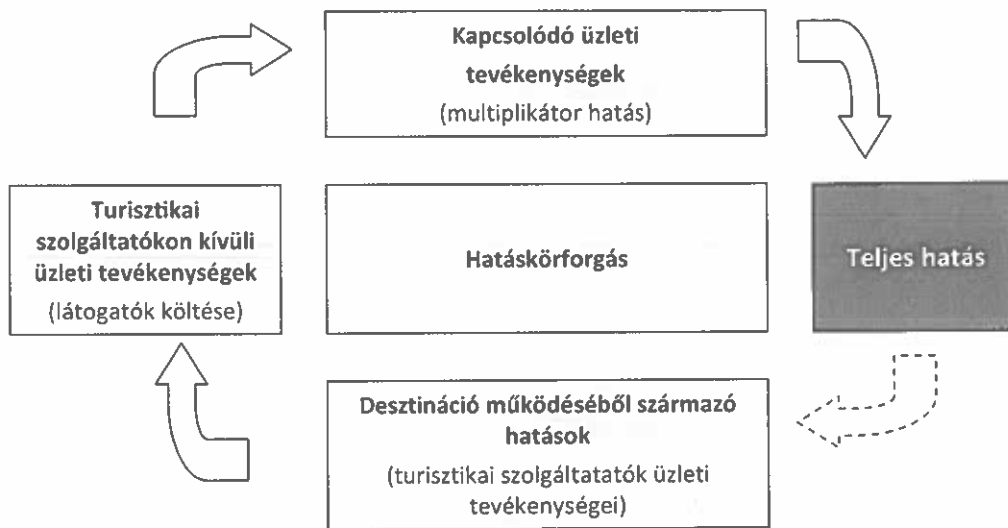 Kapcsolódó üzleti
tevékenységek
(multiplikátor hatás)
Turisztikai
szolgáltatókon kívüli
üzleti tevékenységek
(látogatók költése)
Hatáskörforgás
Teljes hatás
Desztináció működéséből származó
hatások
(turisztikai szolgáltatatók üzleti
tevékenységei)